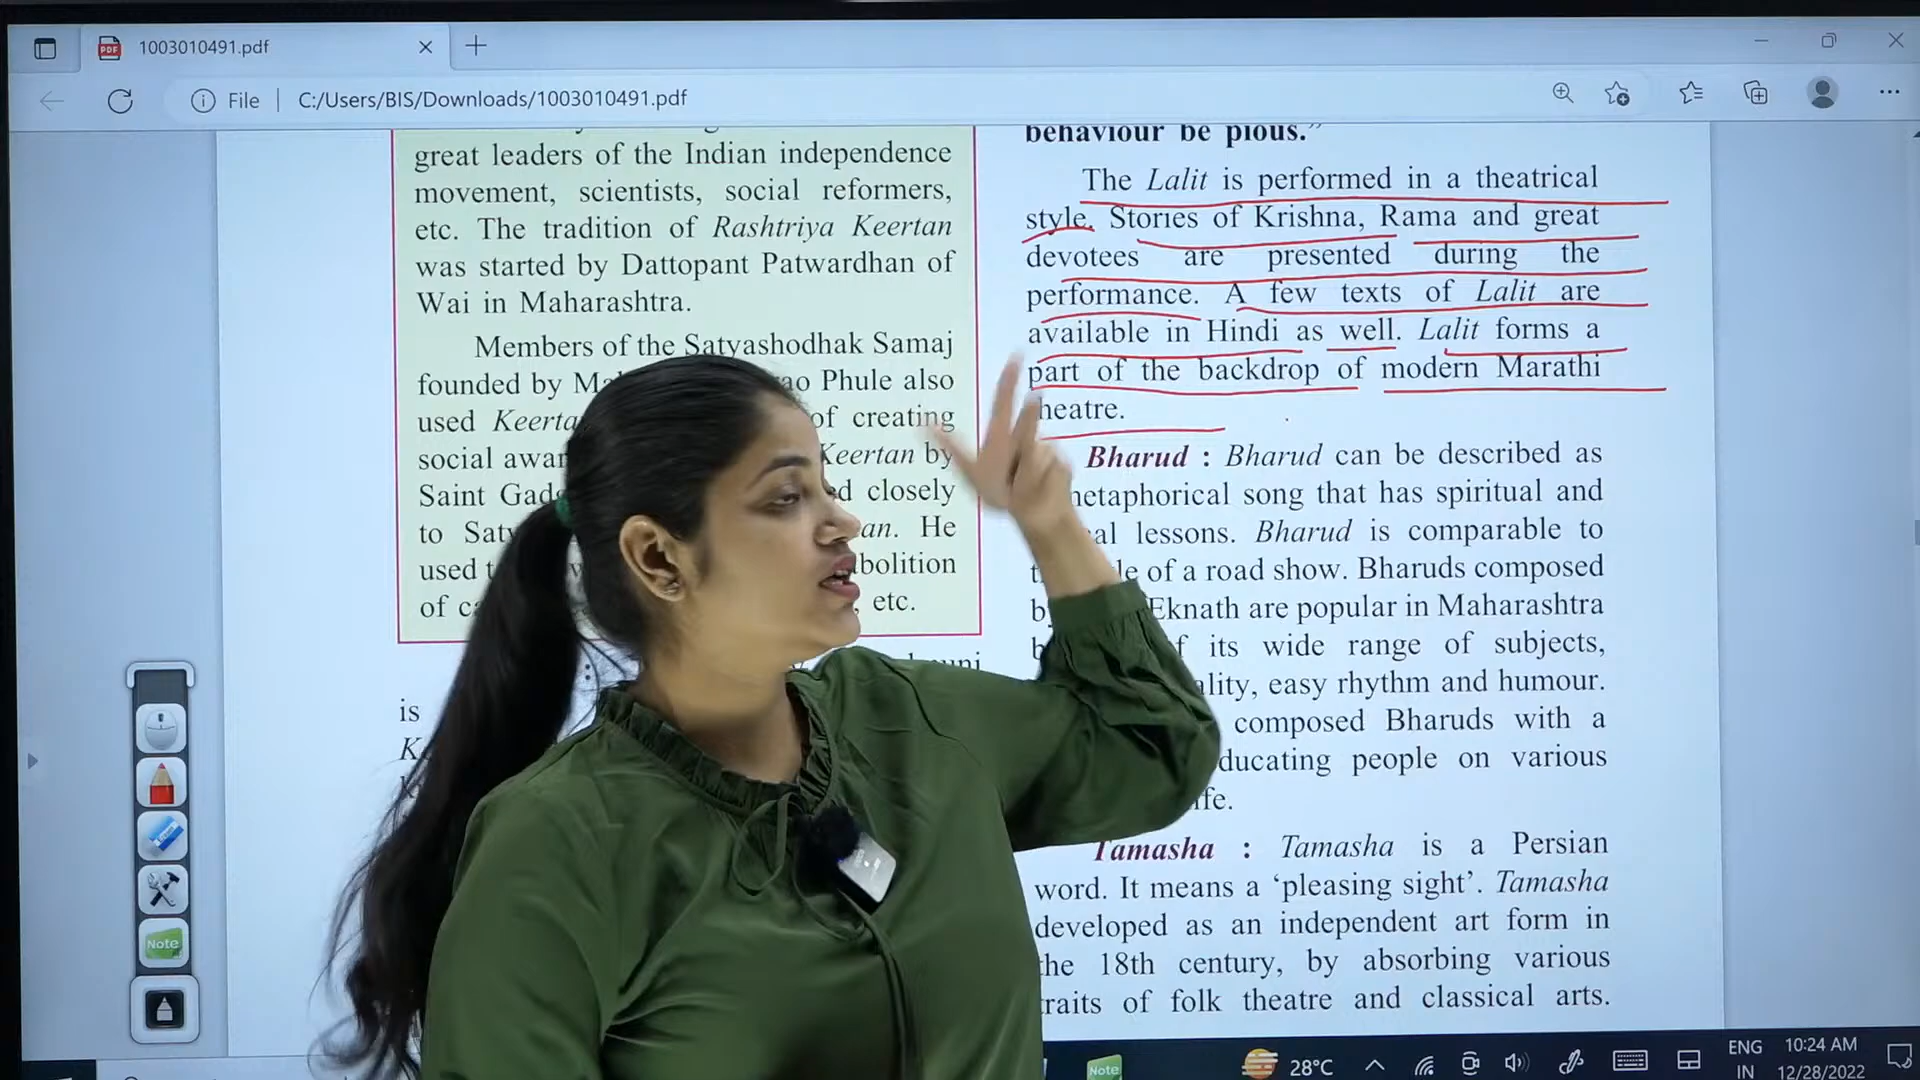 1003010491.pdf
File | C:/Users/BIS/Downloads/1003010491.pdf
great leaders of the Indian independence
movement, scientists, social reformers,
etc. The tradition of Rashtriya Keertan
was started by Dattopant Patwardhan of
Wai in Maharashtra.
Members of the Satyashodhak Samaj
founded by Phule also
used of creating
social Keertan by
Saint closely
to He
used
of etc.
is
behaviour be pious.”
The Lalit is performed in a theatrical
style. Stories of Krishna, Rama and great
devotees are presented during the
performance. A few texts of Lalit are
available in Hindi as well. Lalit forms a
part of the backdrop of modern Marathi
heatre.
Bharud : Bharud can be described as
etaphorical song that has spiritual and
al lessons. Bharud is comparable to
of a road show. Bharuds composed
Eknath are popular in Maharashtra
its wide range of subjects,
ality, easy rhythm and humour.
composed Bharuds with a
ducating people on various
ife.
Tamasha : Tamasha is a Persian
word. It means a ‘pleasing sight’. Tamasha
developed as an independent art form in
the 18th century, by absorbing various
traits of folk theatre and classical arts.
Note
Note
28°C
ENG
IN
10:24 AM
12/28/2022